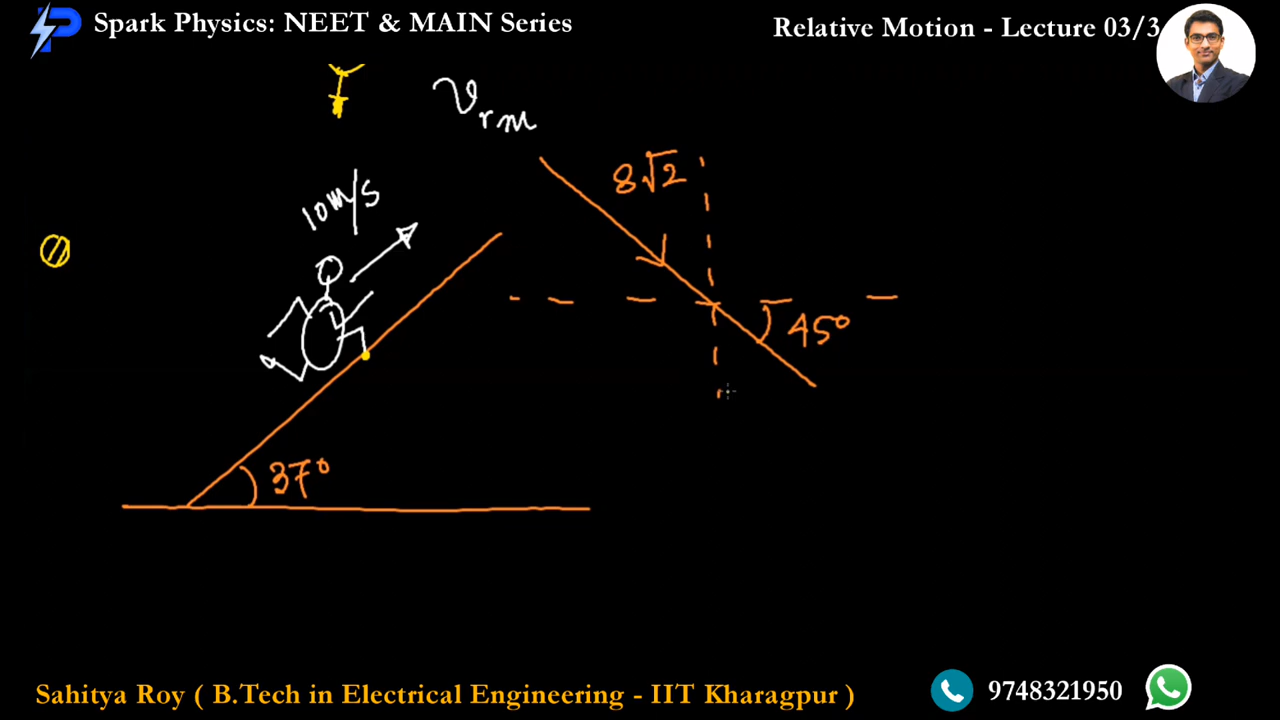 Spark Physics: NEET & MAIN Series
Relative Motion - Lecture 03/3
v rm
8√2
10m/s
45°
37°
Sahitya Roy ( B.Tech in Electrical Engineering - IIT Kharagpur )
9748321950